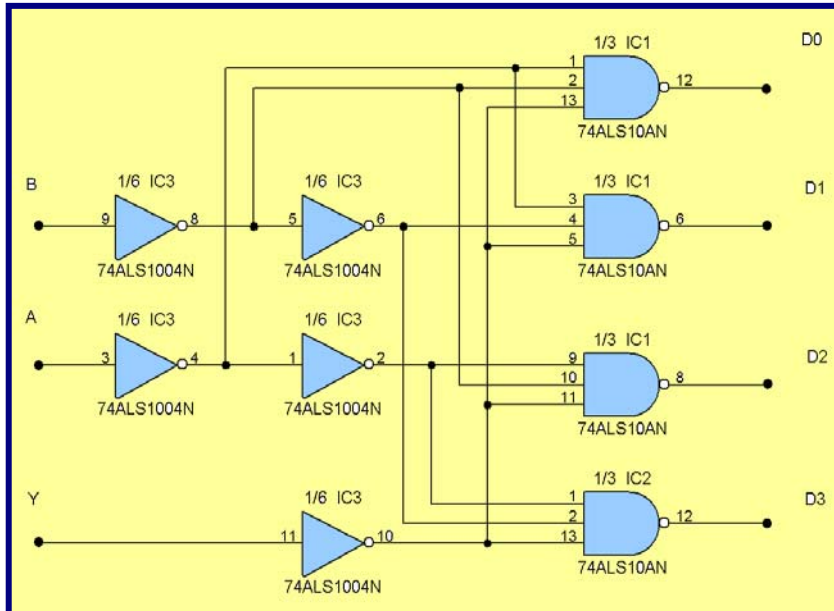 1/3 IC1
D0
1
2
13
12
74ALS10AN
B
1/6 IC3
1/6 IC3
1/3 IC1
D1
9
8
5
6
3
4
5
6
74ALS1004N
74ALS1004N
74ALS10AN
A
1/6 IC3
1/6 IC3
1/3 IC1
D2
3
4
1
2
9
10
11
8
74ALS1004N
74ALS1004N
74ALS10AN
Y
1/6 IC3
1/3 IC2
D3
11
10
1
2
13
12
74ALS1004N
74ALS10AN